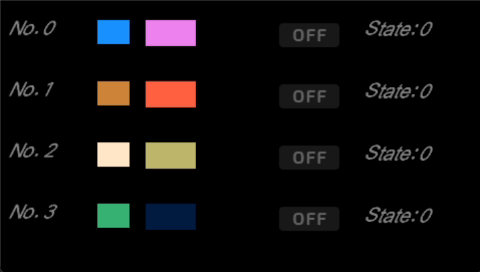 No. 0 OFF State:0
No. 1 OFF State:0
No. 2 OFF State:0
No. 3 OFF State:0